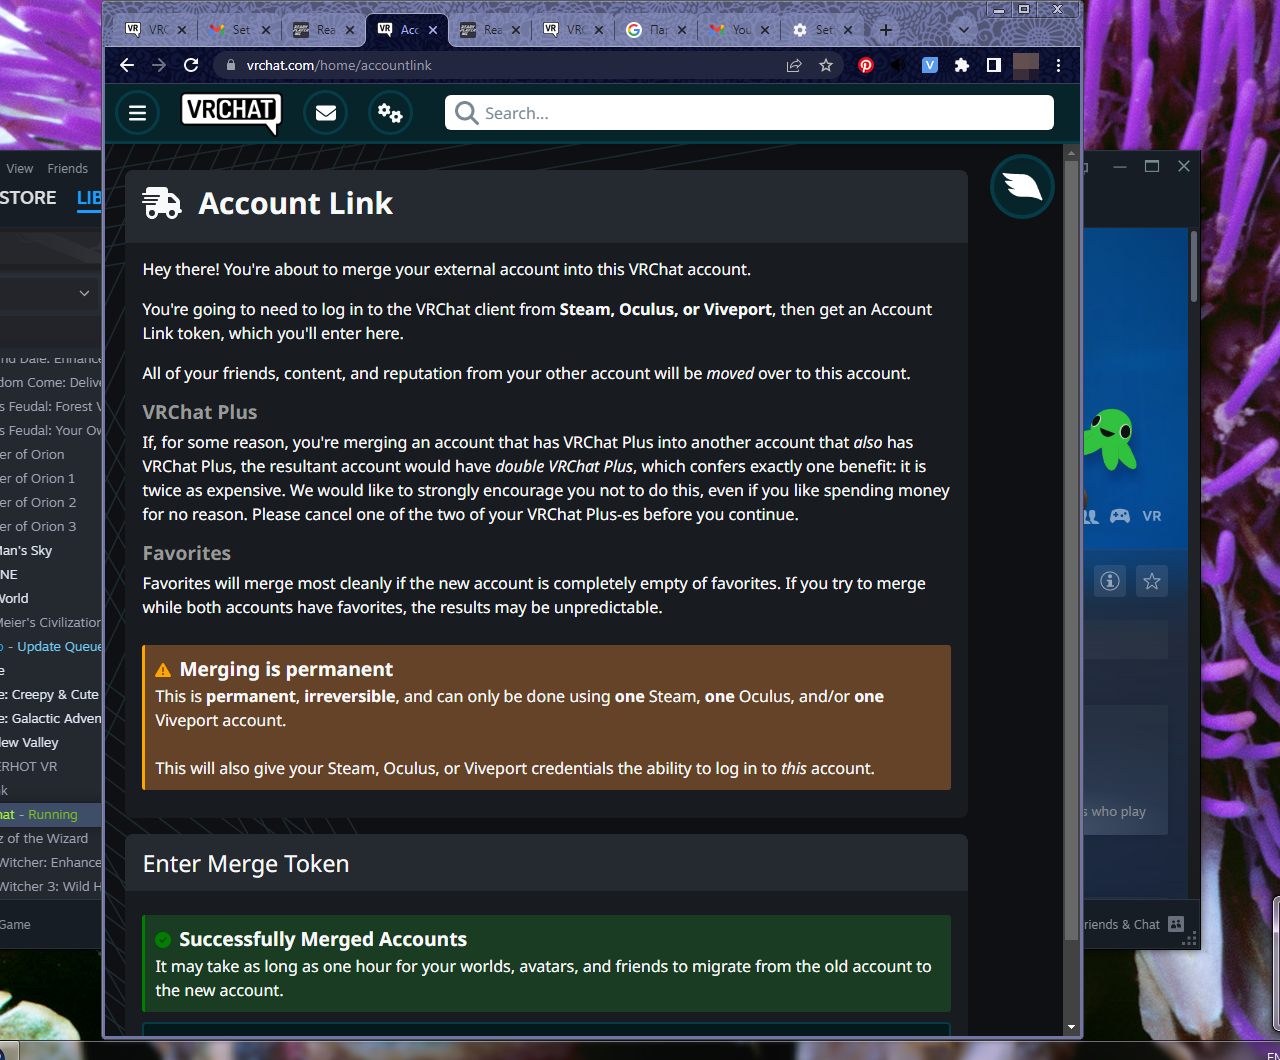 VRC
Set
Rea
Acc
Rea
VRC
Па
You
Set
vrchat.com/home/accountlink
V
VRCHAT
Search...
View Friends
STORE LIB
Account Link
Hey there! You're about to merge your external account into this VRChat account.
You're going to need to log in to the VRChat client from Steam, Oculus, or Viveport, then get an Account
Link token, which you'll enter here.
All of your friends, content, and reputation from your other account will be moved over to this account.
VRChat Plus
If, for some reason, you're merging an account that has VRChat Plus into another account that also has
VRChat Plus, the resultant account would have double VRChat Plus, which confers exactly one benefit: it is
twice as expensive. We would like to strongly encourage you not to do this, even if you like spending money
for no reason. Please cancel one of the two of your VRChat Plus-es before you continue.
Favorites
Favorites will merge most cleanly if the new account is completely empty of favorites. If you try to merge
while both accounts have favorites, the results may be unpredictable.
Merging is permanent
This is permanent, irreversible, and can only be done using one Steam, one Oculus, and/or one
Viveport account.
This will also give your Steam, Oculus, or Viveport credentials the ability to log in to this account.
Enter Merge Token
Successfully Merged Accounts
It may take as long as one hour for your worlds, avatars, and friends to migrate from the old account to
the new account.
nd Dale: Enhance
dom Come: Delive
s Feudal: Forest V
s Feudal: Your Ow
er of Orion
er of Orion 1
er of Orion 2
er of Orion 3
Man's Sky
NE
World
Meier's Civilization
o - Update Queue
e
e: Creepy & Cute
e: Galactic Adven
lew Valley
ERHOT VR
nk
hat - Running
z of the Wizard
Witcher: Enhance
Witcher 3: Wild H
Game
VR
s who play
riends & Chat
EN